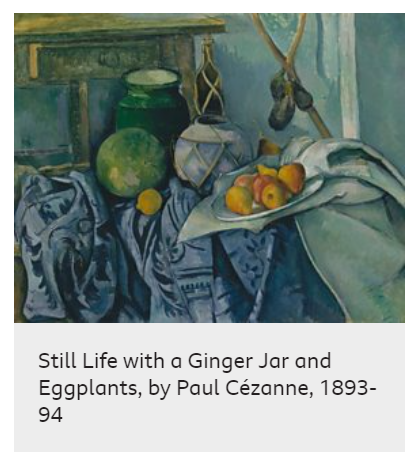 Still Life with a Ginger Jar and
Eggplants, by Paul Cézanne, 1893-
94